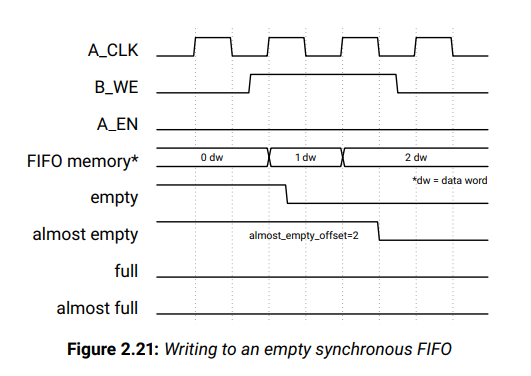 A_CLK
B_WE
A_EN
FIFO memory*
0 dw
1 dw
2 dw
*dw = data word
empty
almost empty
almost_empty_offset=2
full
almost full
Figure 2.21: Writing to an empty synchronous FIFO